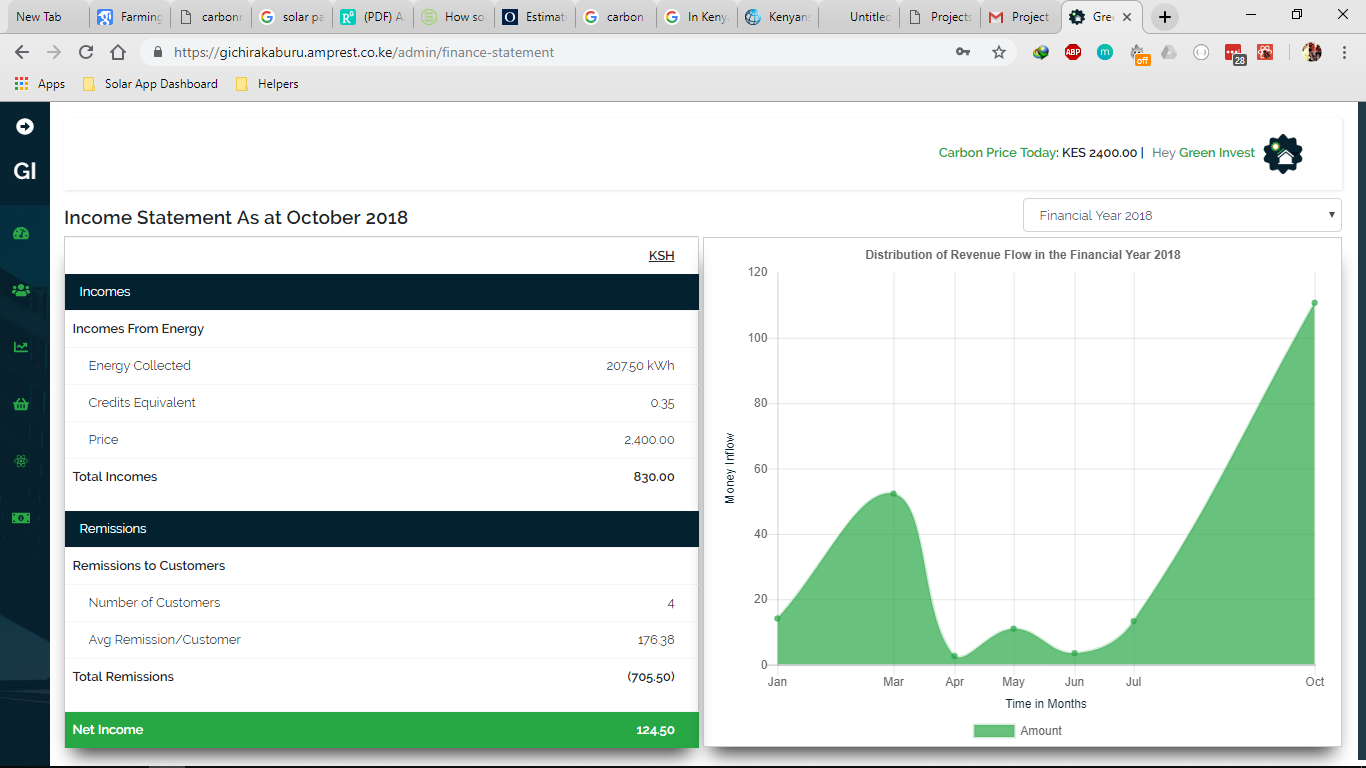 New Tab
Farming
carbonr
solar pa
(PDF) A
How so
Estimat
carbon
In Keny
Kenyan
Untitled
Projects
Project
Gre
https://gichirakaburu.amprest.co.ke/admin/finance-statement
ABP
m
off
28
Apps
Solar App Dashboard
Helpers
GI
Carbon Price Today: KES 2400.00 | Hey Green Invest
Income Statement As at October 2018
Financial Year 2018
KSH
Incomes
Incomes From Energy
Energy Collected 207.50 kWh
Credits Equivalent 0.35
Price 2,400.00
Total Incomes 830.00
Remissions
Remissions to Customers
Number of Customers 4
Avg Remission/Customer 176.38
Total Remissions (705.50)
Net Income 124.50
Distribution of Revenue Flow in the Financial Year 2018
Money Inflow
120
100
80
60
40
20
0
Jan Mar Apr May Jun Jul Oct
Time in Months
Amount